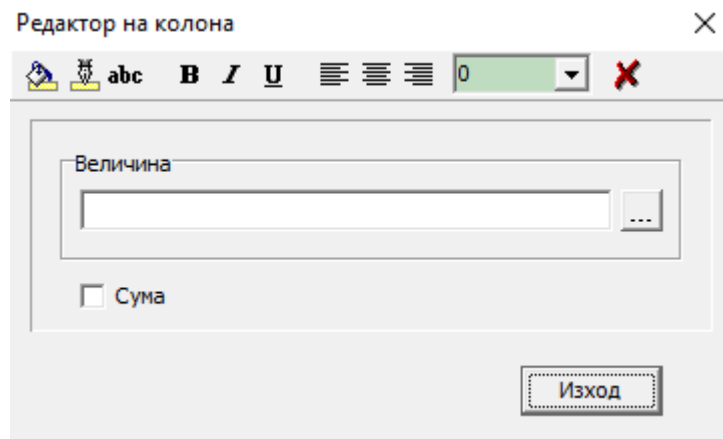 Редактор на колона
abc B I U 0
Величина
...
Сума
Изход